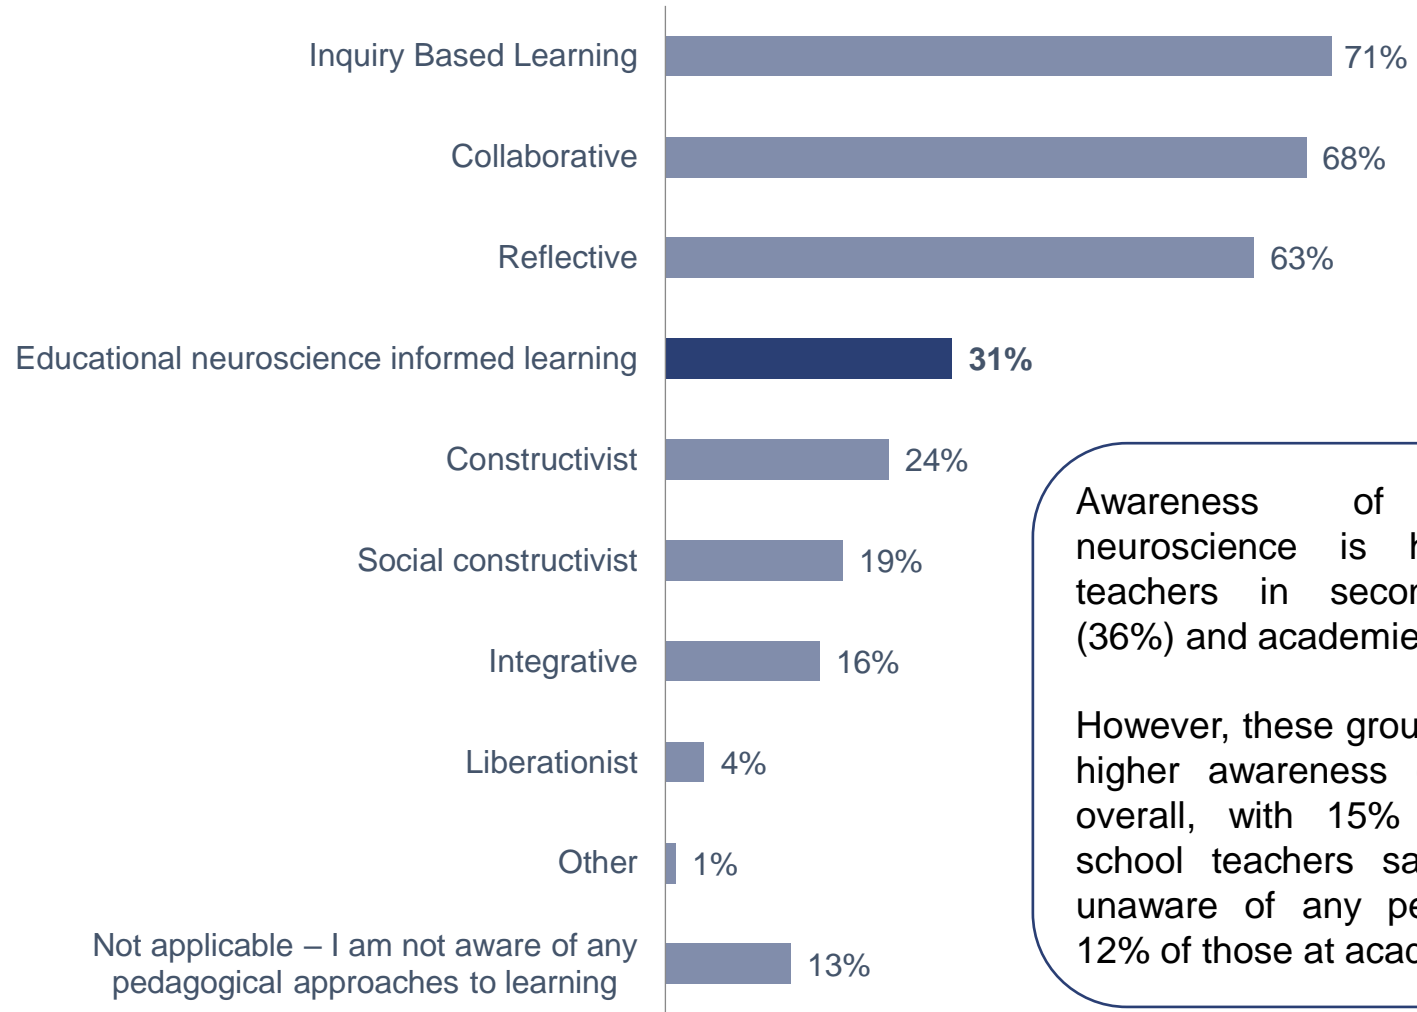 Inquiry Based Learning 71%
Collaborative 68%
Reflective 63%
Educational neuroscience informed learning 31%
Constructivist 24%
Social constructivist 19%
Integrative 16%
Liberationist 4%
Other 1%
Not applicable – I am not aware of any
pedagogical approaches to learning 13%
Awareness of
neuroscience is
teachers in
(36%) and
However, these
higher awareness
overall, with 15%
school teachers
unaware of any
12% of those at